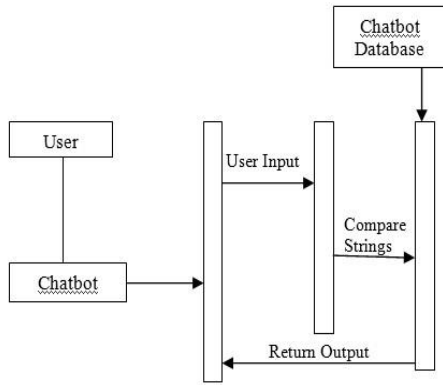 Chatbot
Database
User
User Input
Compare
Strings
Chatbot
Return Output